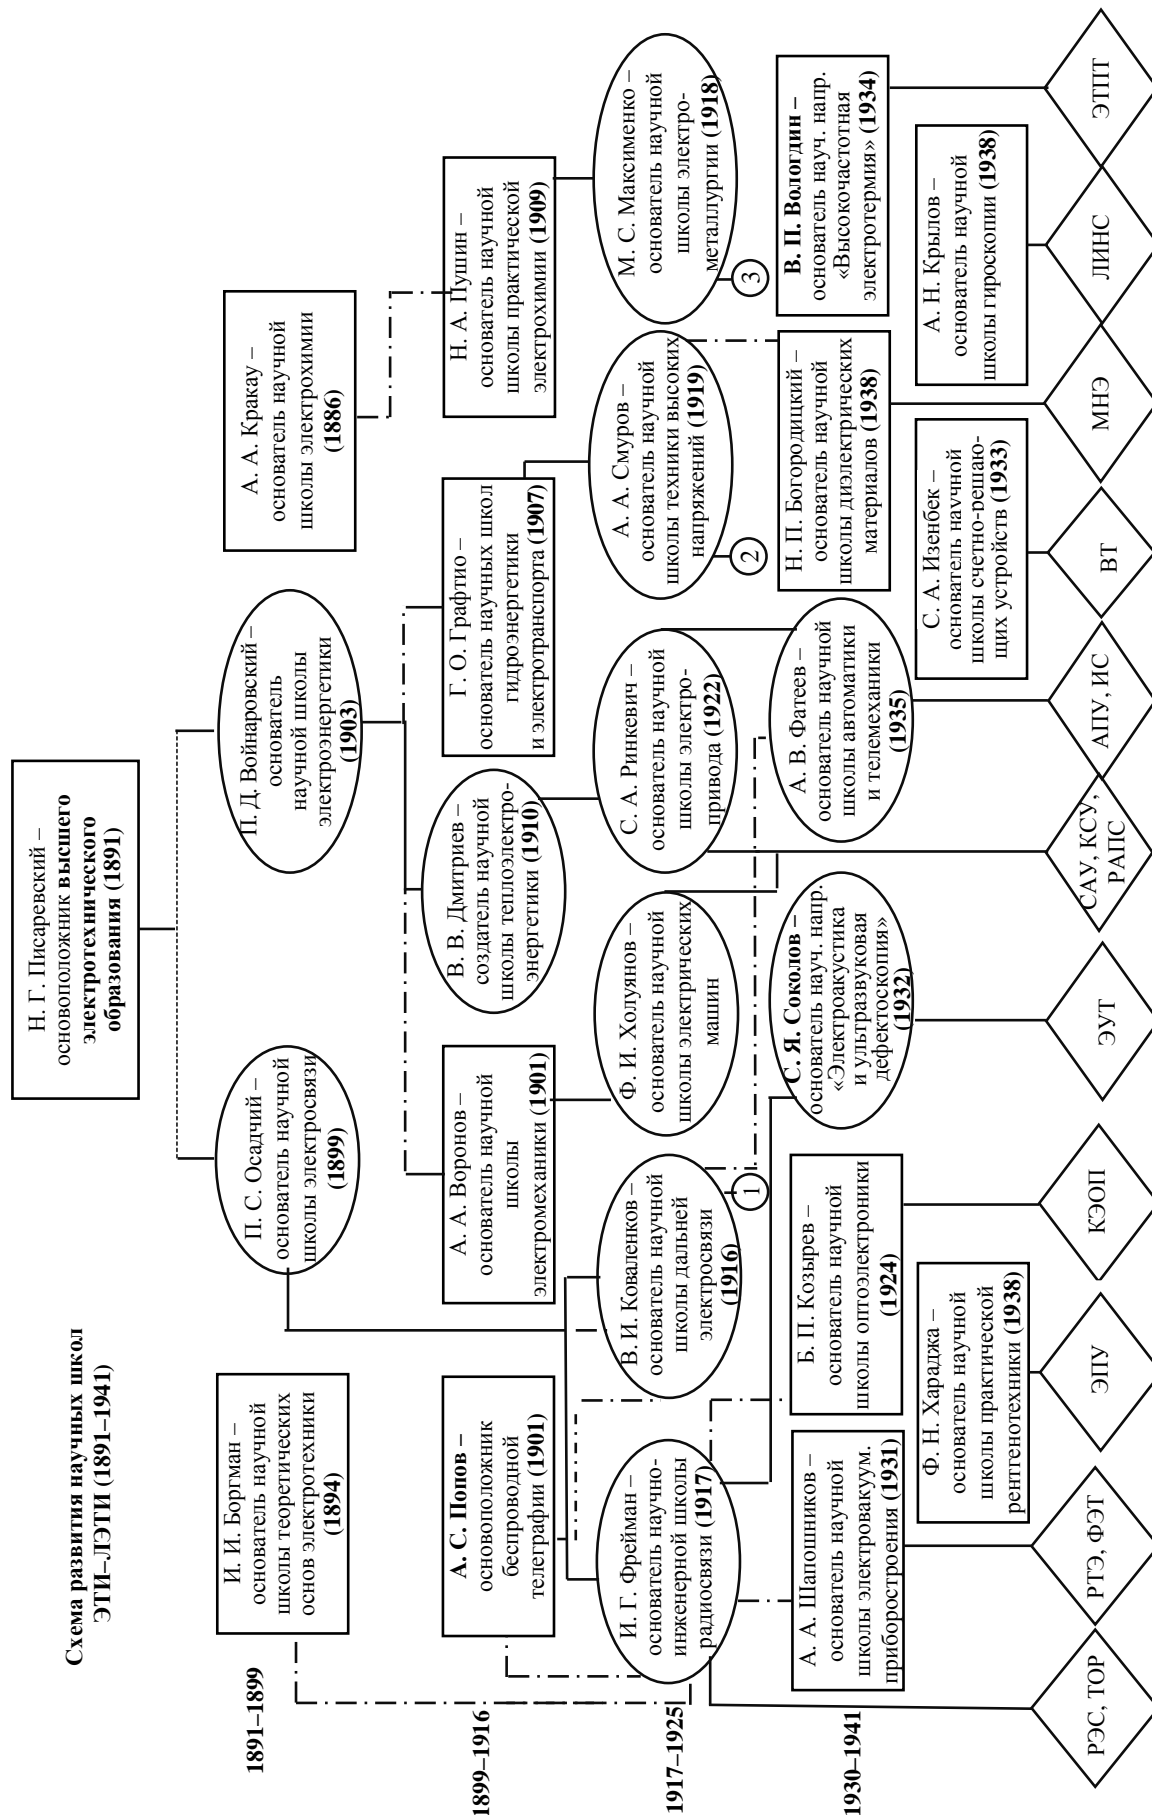 Схема развития научных школ
ЭТИ–ЛЭТИ (1891–1941)
Н. Г. Писаревский –
основоположник высшего
электротехнического
образования (1891)
1891–1899
И. И. Боргман –
основатель научной
школы теоретических
основ электротехники
(1894)
П. С. Осадчий –
основатель научной
школы электросвязи
(1899)
П. Д. Войнаровский –
основатель
научной школы
электроэнергетики
(1903)
А. А. Кракау –
основатель научной
школы электрохимии
(1886)
1899–1916
А. С. Попов –
основоположник
беспроводной
телеграфии (1901)
А. А. Воронов –
основатель научной
школы
электромеханики (1901)
В. В. Дмитриев –
создатель научной
школы теплоэлектро-
энергетики (1910)
Г. О. Графтио –
основатель научных школ
гидроэнергетики
и электротранспорта (1907)
Н. А. Пушин –
основатель научной
школы практической
электрохимии (1909)
1917–1925
И. Г. Фрейман –
основатель научно-
инженерной школы
радиосвязи (1917)
В. И. Коваленков –
основатель научной
школы дальней
электросвязи
(1916)
1
Ф. И. Холуянов –
основатель научной
школы электрических
машин
С. А. Ринкевич –
основатель научной
школы электро-
привода (1922)
А. А. Смуров –
основатель научной
школы техники высоких
напряжений (1919)
2
М. С. Максименко –
основатель научной
школы электро-
металлургии (1918)
3
1930–1941
А. А. Шапошников –
основатель научной
школы электровакуум.
приборостроения (1931)
Б. П. Козырев –
основатель научной
школы оптоэлектроники
(1924)
С. Я. Соколов –
основатель науч. напр.
«Электроакустика
и ультразвуковая
дефектоскопия»
(1932)
А. В. Фатеев –
основатель научной
школы автоматики
и телемеханики
(1935)
Н. П. Богородицкий –
основатель научной
школы диэлектрических
материалов (1938)
В. П. Вологдин –
основатель науч. напр.
«Высокочастотная
электротермия» (1934)
Ф. Н. Хараджа –
основатель научной
школы практической
рентгенотехники (1938)
С. А. Изенбек –
основатель научной
школы счетно-решаю-
щих устройств (1933)
А. Н. Крылов –
основатель научной
школы гироскопии (1938)
РЭС, ТОР
РТЭ, ФЭТ
ЭПУ
КЭОП
ЭУТ
САУ, КСУ,
РАПС
АПУ, ИС
ВТ
МНЭ
ЛИНС
ЭТПТ